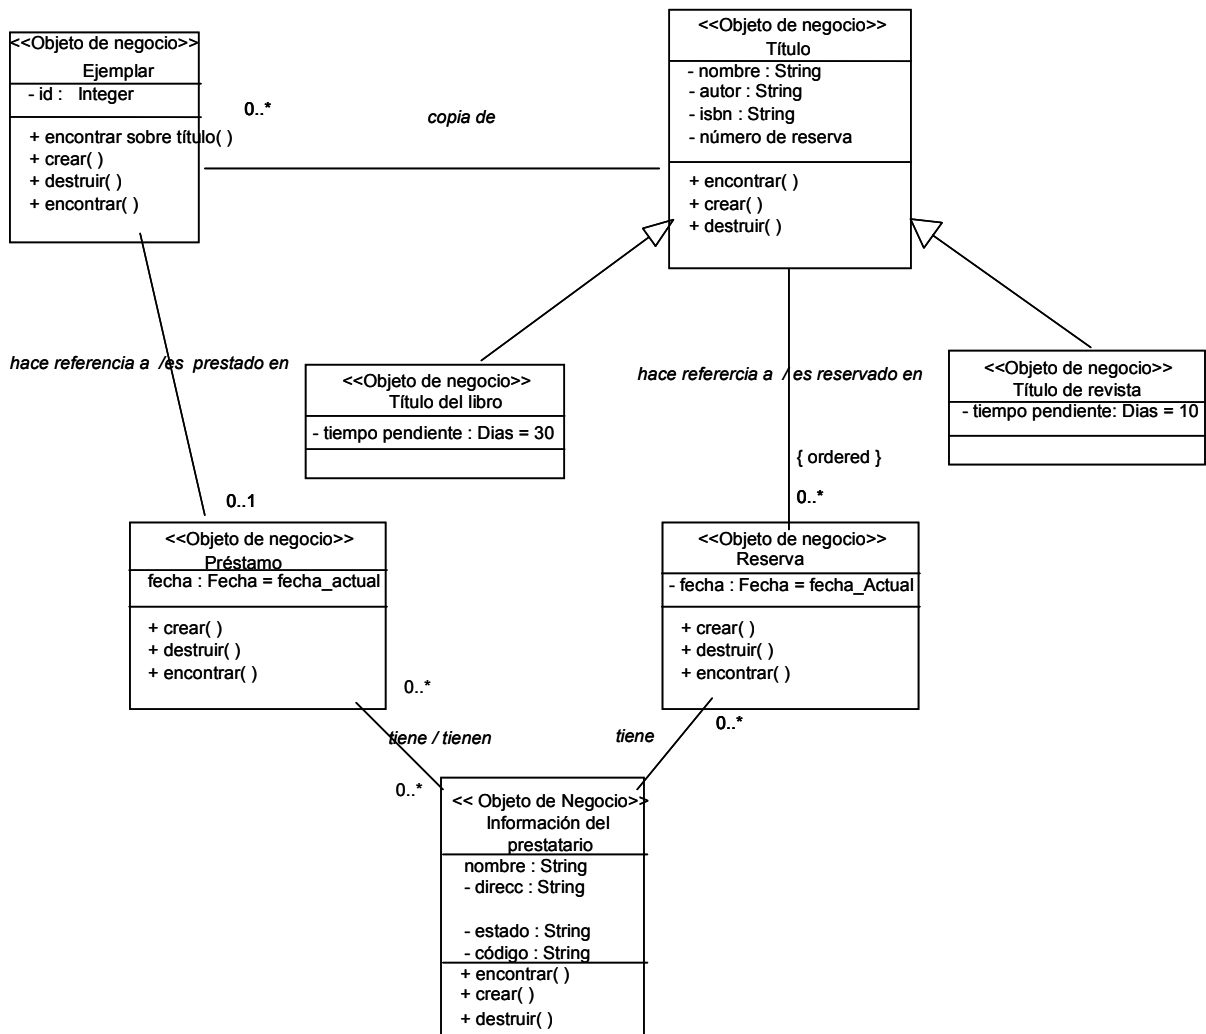 <<Objeto de negocio>>
Ejemplar
- id : Integer
+ encontrar sobre título( )
+ crear( )
+ destruir( )
+ encontrar( )
0..*
copia de
<<Objeto de negocio>>
Título
- nombre : String
- autor : String
- isbn : String
- número de reserva
+ encontrar( )
+ crear( )
+ destruir( )
hace referencia a /es prestado en
<<Objeto de negocio>>
Título del libro
- tiempo pendiente : Dias = 30
hace referercia a / es reservado en
<<Objeto de negocio>>
Título de revista
- tiempo pendiente: Dias = 10
{ ordered }
0..1
0..*
<<Objeto de negocio>>
Préstamo
fecha : Fecha = fecha_actual
+ crear( )
+ destruir( )
+ encontrar( )
<<Objeto de negocio>>
Reserva
- fecha : Fecha = fecha_Actual
+ crear( )
+ destruir( )
+ encontrar( )
0..*
0..*
tiene / tienen
tiene
0..*
<< Objeto de Negocio>>
Información del
prestatario
nombre : String
- direcc : String
- estado : String
- código : String
+ encontrar( )
+ crear( )
+ destruir( )